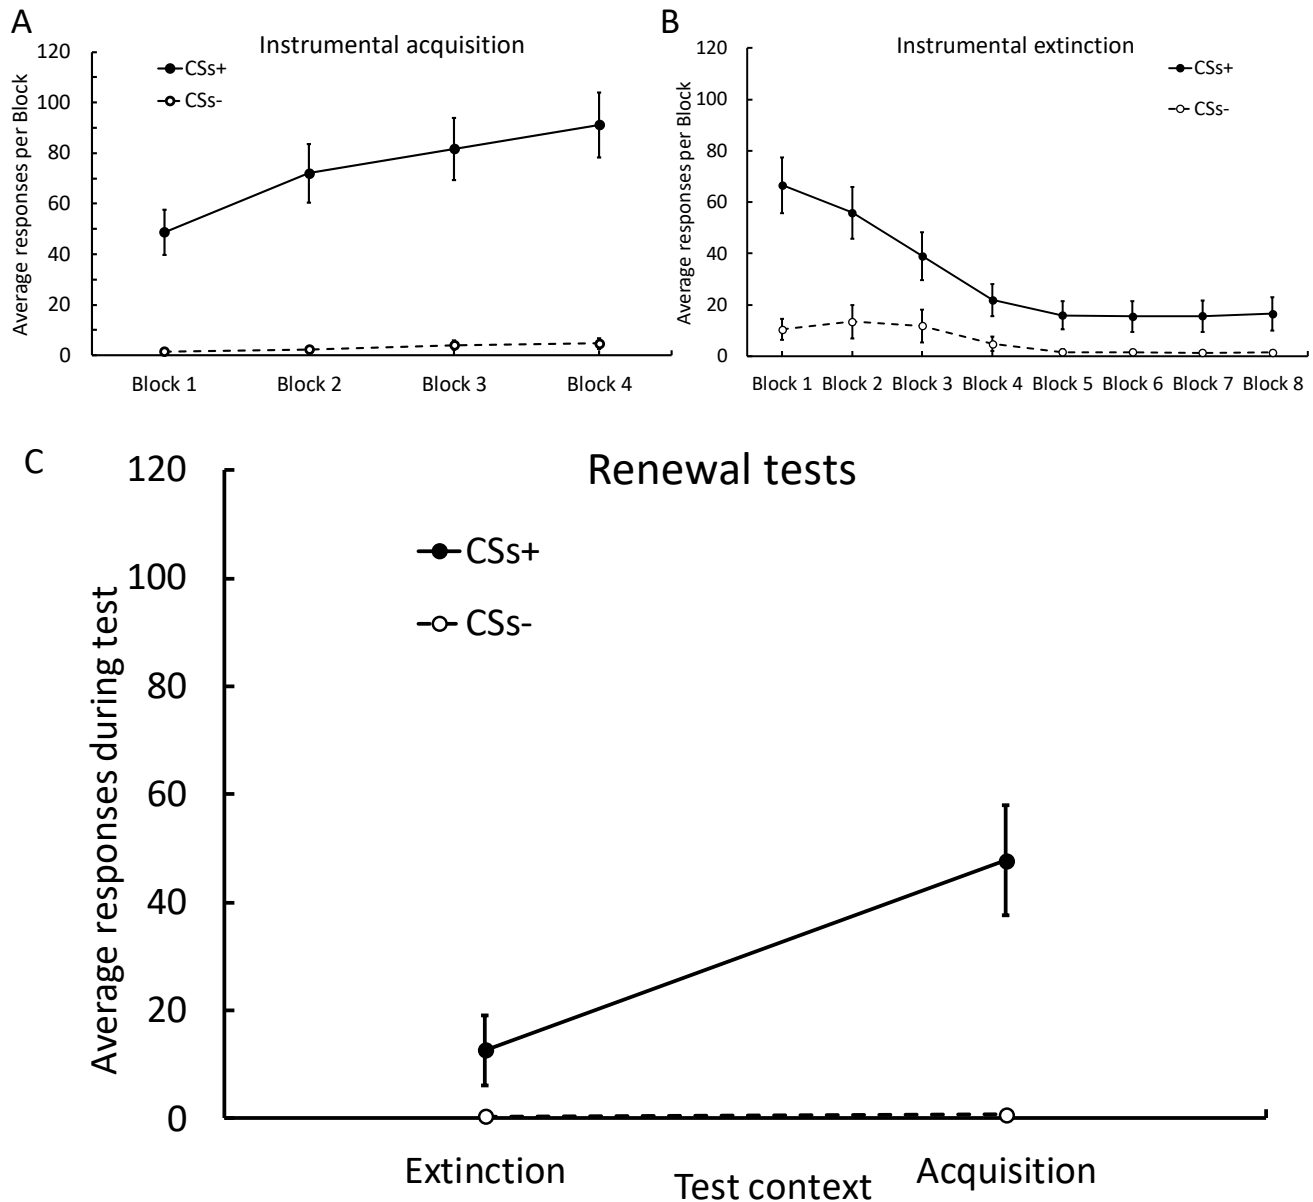 A
Instrumental acquisition
CSs+
CSs-
Average responses per Block
120
100
80
60
40
20
0
Block 1 Block 2 Block 3 Block 4
B
Instrumental extinction
CSs+
CSs-
Average responses per Block
120
100
80
60
40
20
0
Block 1 Block 2 Block 3 Block 4 Block 5 Block 6 Block 7 Block 8
C
Renewal tests
CSs+
CSs-
Average responses during test
120
100
80
60
40
20
0
Extinction Acquisition
Test context